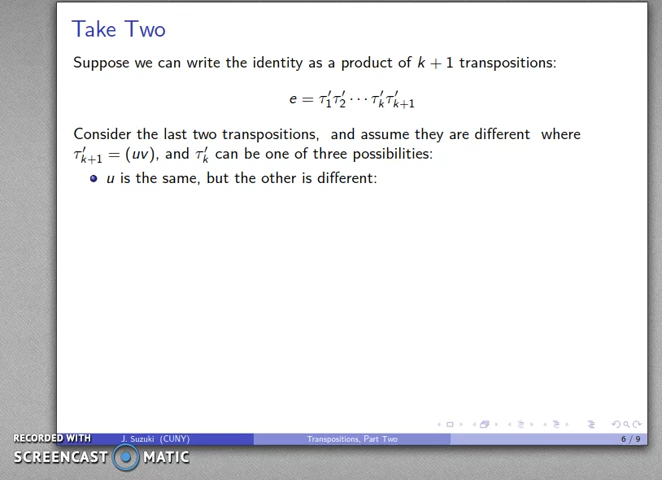 Take Two
Suppose we can write the identity as a product of k + 1 transpositions:
e = τ′₁τ′₂ ⋯ τ′ₖτ′ₖ₊₁
Consider the last two transpositions, and assume they are different where
τ′ₖ₊₁ = (uv), and τ′ₖ can be one of three possibilities:
u is the same, but the other is different:
RECORDED WITH
SCREENCAST MATIC
J. Suzuki (CUNY) Transpositions, Part Two 6 / 9